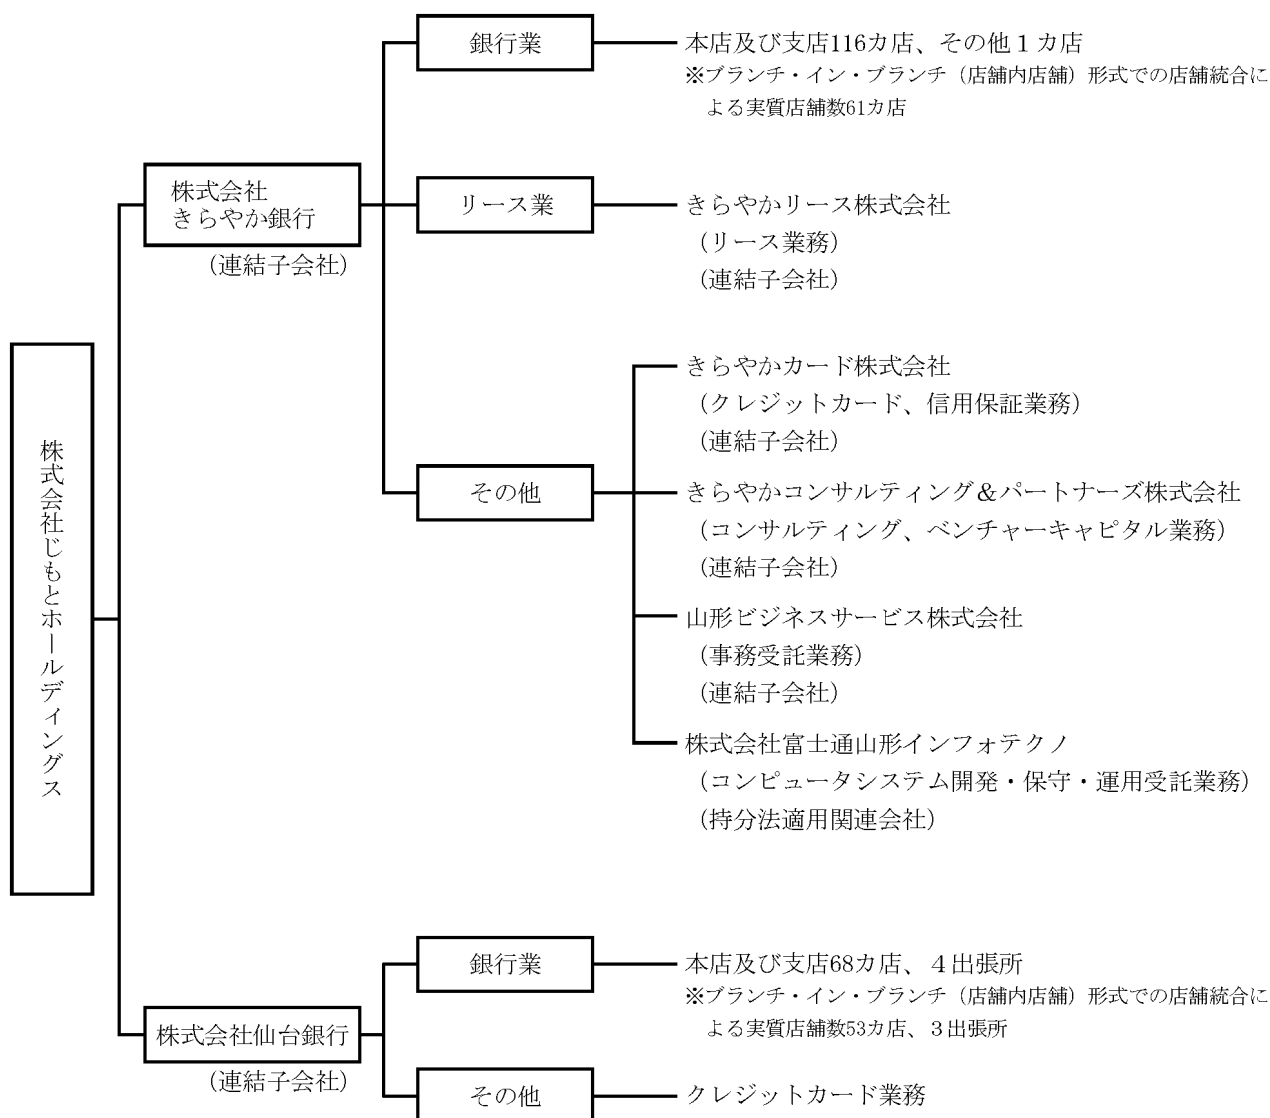 株式会社じもとホールディングス
株式会社
きらやか銀行
（連結子会社）
銀行業
本店及び支店116カ店、その他１カ店
※ブランチ・イン・ブランチ（店舗内店舗）形式での店舗統合に
よる実質店舗数61カ店
リース業
きらやかリース株式会社
（リース業務）
（連結子会社）
その他
きらやかカード株式会社
（クレジットカード、信用保証業務）
（連結子会社）
きらやかコンサルティング＆パートナーズ株式会社
（コンサルティング、ベンチャーキャピタル業務）
（連結子会社）
山形ビジネスサービス株式会社
（事務受託業務）
（連結子会社）
株式会社富士通山形インフォテクノ
（コンピュータシステム開発・保守・運用受託業務）
（持分法適用関連会社）
株式会社仙台銀行
（連結子会社）
銀行業
本店及び支店68カ店、４出張所
※ブランチ・イン・ブランチ（店舗内店舗）形式での店舗統合に
よる実質店舗数53カ店、３出張所
その他
クレジットカード業務